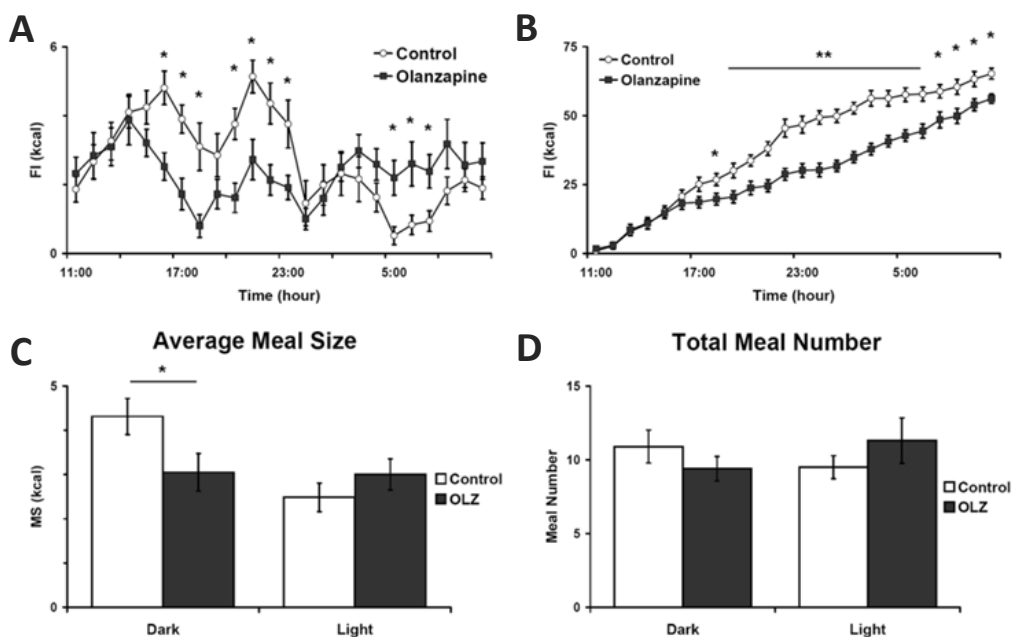 A
6
FI (kcal)
0
* * * * * * * * * *
Control
Olanzapine
11:00 17:00 23:00 5:00
Time (hour)
B
75
50
25
0
FI (kcal)
Control
Olanzapine
*
**
* * * *
11:00 17:00 23:00 5:00
Time (hour)
C
Average Meal Size
5
0
MS (kcal)
*
Control
OLZ
Dark Light
D
Total Meal Number
15
10
5
0
Meal Number
Control
OLZ
Dark Light